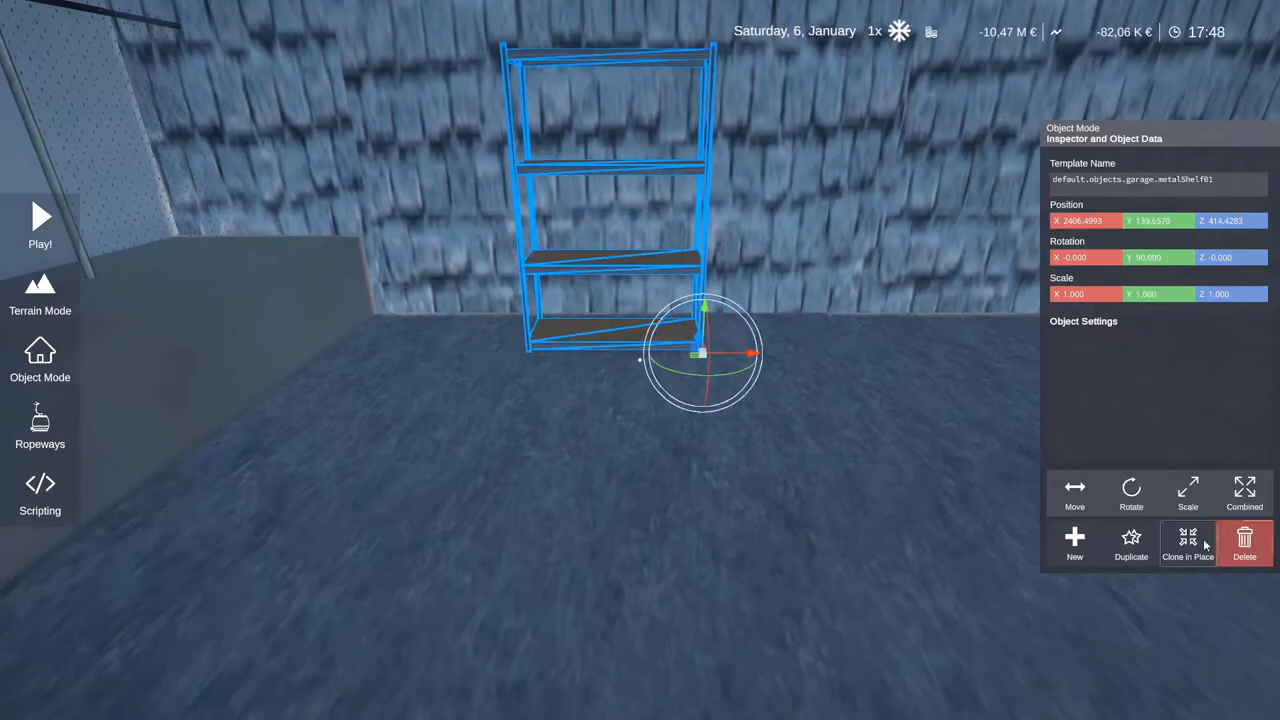 Saturday, 6, January 1x -10,47 M € -82,06 K € 17:48
Play!
Terrain Mode
Object Mode
Ropeways
Scripting
Object Mode
Inspector and Object Data
Template Name
default.objects.garage.metalShelf01
Position
X 2406.4993 Y 139.6570 Z 414.4282
Rotation
X -0.000 Y 90.000 Z -0.000
Scale
X 1.000 Y 1.000 Z 1.000
Object Settings
Move Rotate Scale Combined
New Duplicate Clone in Place Delete